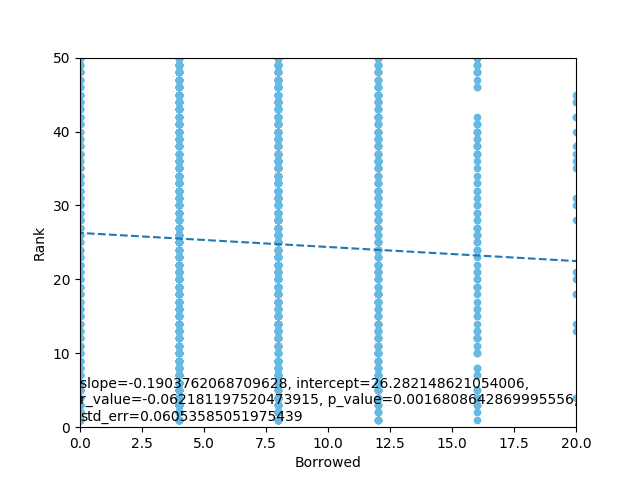 50
40
30
20
10
0
Rank
slope=-0.1903762068709628, intercept=26.282148621054006,
r_value=-0.062181197520473915, p_value=0.0016808642869995556,
std_err=0.06053585051975439
0.0 2.5 5.0 7.5 10.0 12.5 15.0 17.5 20.0
Borrowed